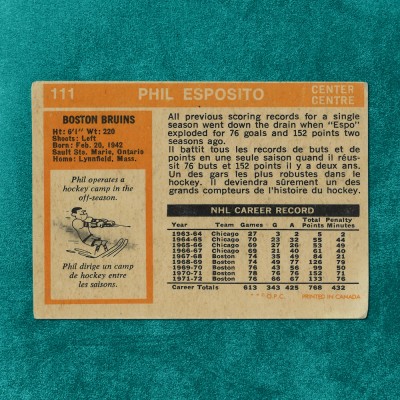 111 PHIL ESPOSITO CENTER
CENTRE
BOSTON BRUINS
Ht: 6'1" Wt: 220
Shoots: Left
Born: Feb. 20, 1942
Sault Ste. Marie, Ontario
Home: Lynnfield, Mass.
Phil operates a
hockey camp in the
off-season.
Phil dirige un camp
de hockey entre
les saisons.
All previous scoring records for a single
season went down the drain when "Espo"
exploded for 76 goals and 152 points two
seasons ago.
Il battit tous les records de buts et de
points en une seule saison quand il réus-
sit 76 buts et 152 points il y a deux ans.
Un des gars les plus robustes dans le
hockey. Il deviendra sûrement un des
grands compteurs de l'histoire du hockey.
NHL CAREER RECORD
Year Team Games G A Total Points Penalty Minutes
1963-64 Chicago 27 3 2 5 2
1964-65 Chicago 70 23 32 55 44
1965-66 Chicago 69 27 26 53 49
1966-67 Chicago 69 21 40 61 40
1967-68 Boston 74 35 49 84 21
1968-69 Boston 74 49 77 126 79
1969-70 Boston 76 43 56 99 50
1970-71 Boston 78 76 76 152 71
1971-72 Boston 76 66 67 133 76
Career Totals 613 343 425 768 432
***O.P.C. PRINTED IN CANADA